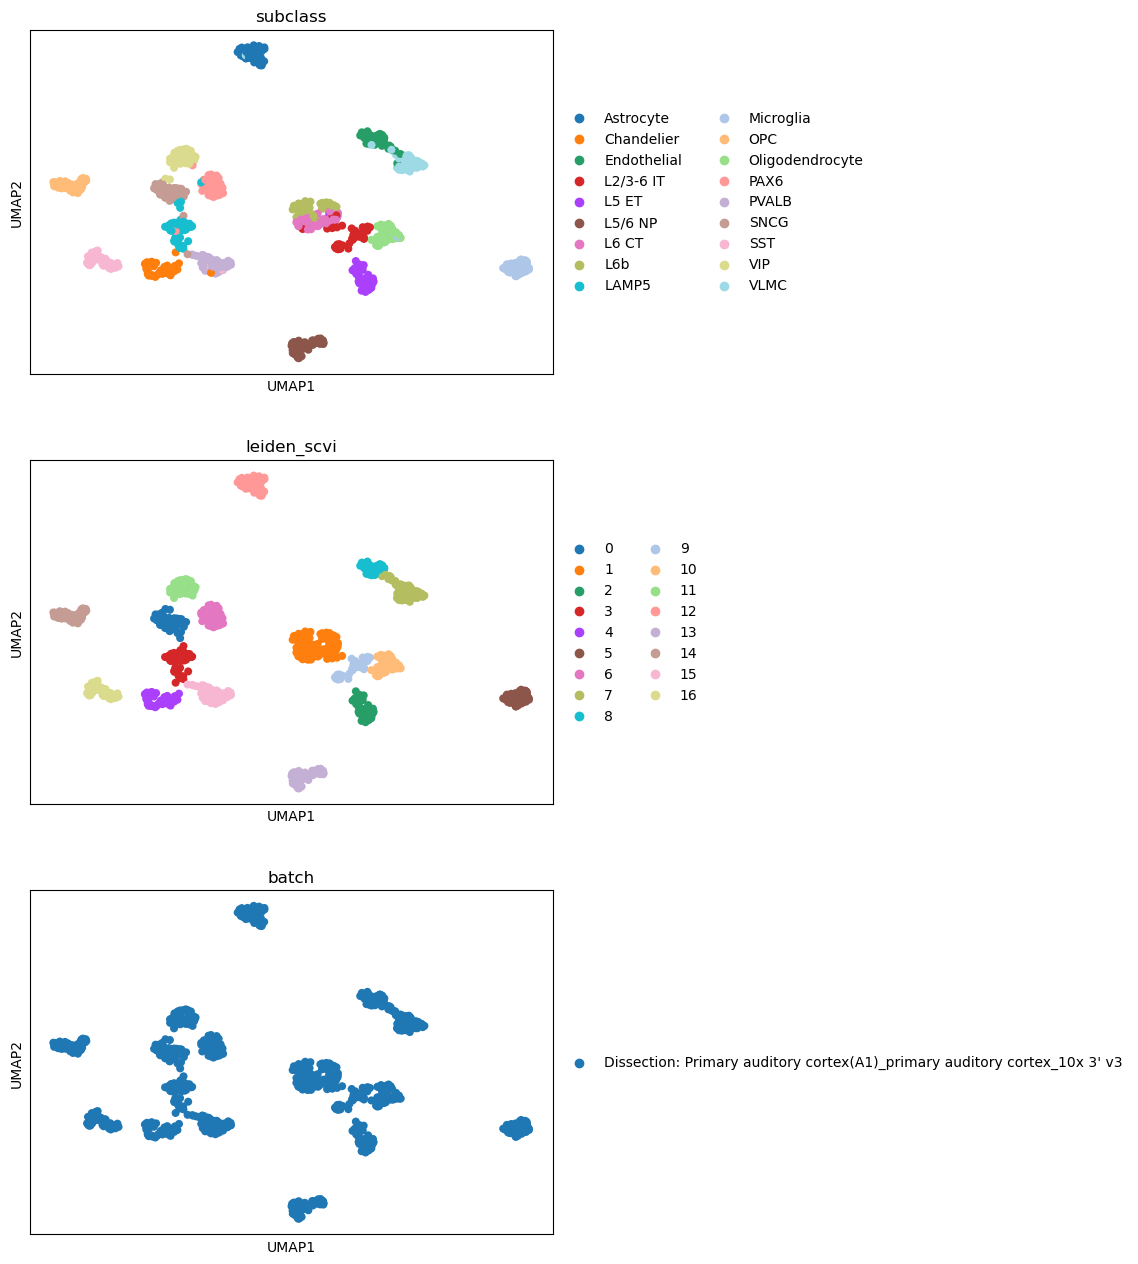 subclass
UMAP2
UMAP1
Astrocyte
Chandelier
Endothelial
L2/3-6 IT
L5 ET
L5/6 NP
L6 CT
L6b
LAMP5
Microglia
OPC
Oligodendrocyte
PAX6
PVALB
SNCG
SST
VIP
VLMC
leiden_scvi
UMAP2
UMAP1
0
1
2
3
4
5
6
7
8
9
10
11
12
13
14
15
16
batch
UMAP2
UMAP1
Dissection: Primary auditory cortex(A1)_primary auditory cortex_10x 3' v3